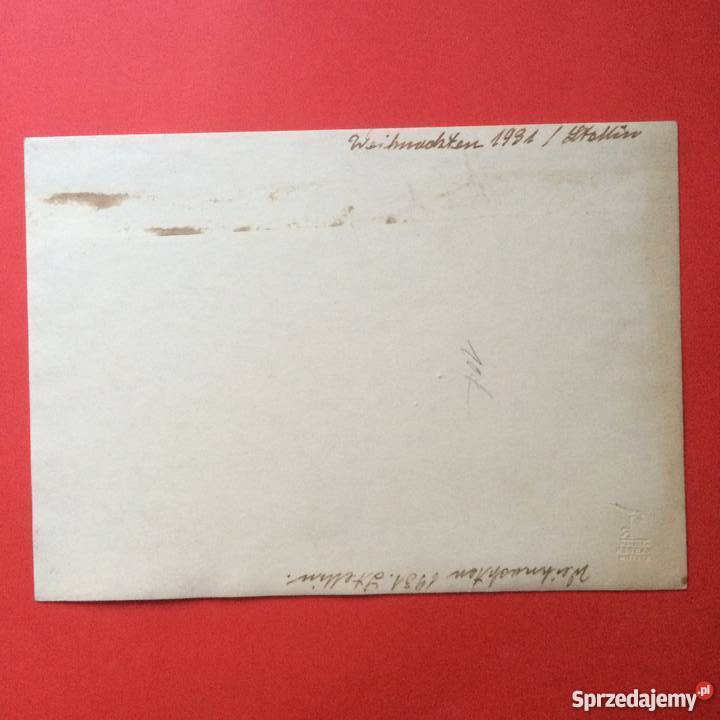 Weihnachten 1931 / Stettin
Weihnachten 1931. Stettin.
Sprzedajemy.pl